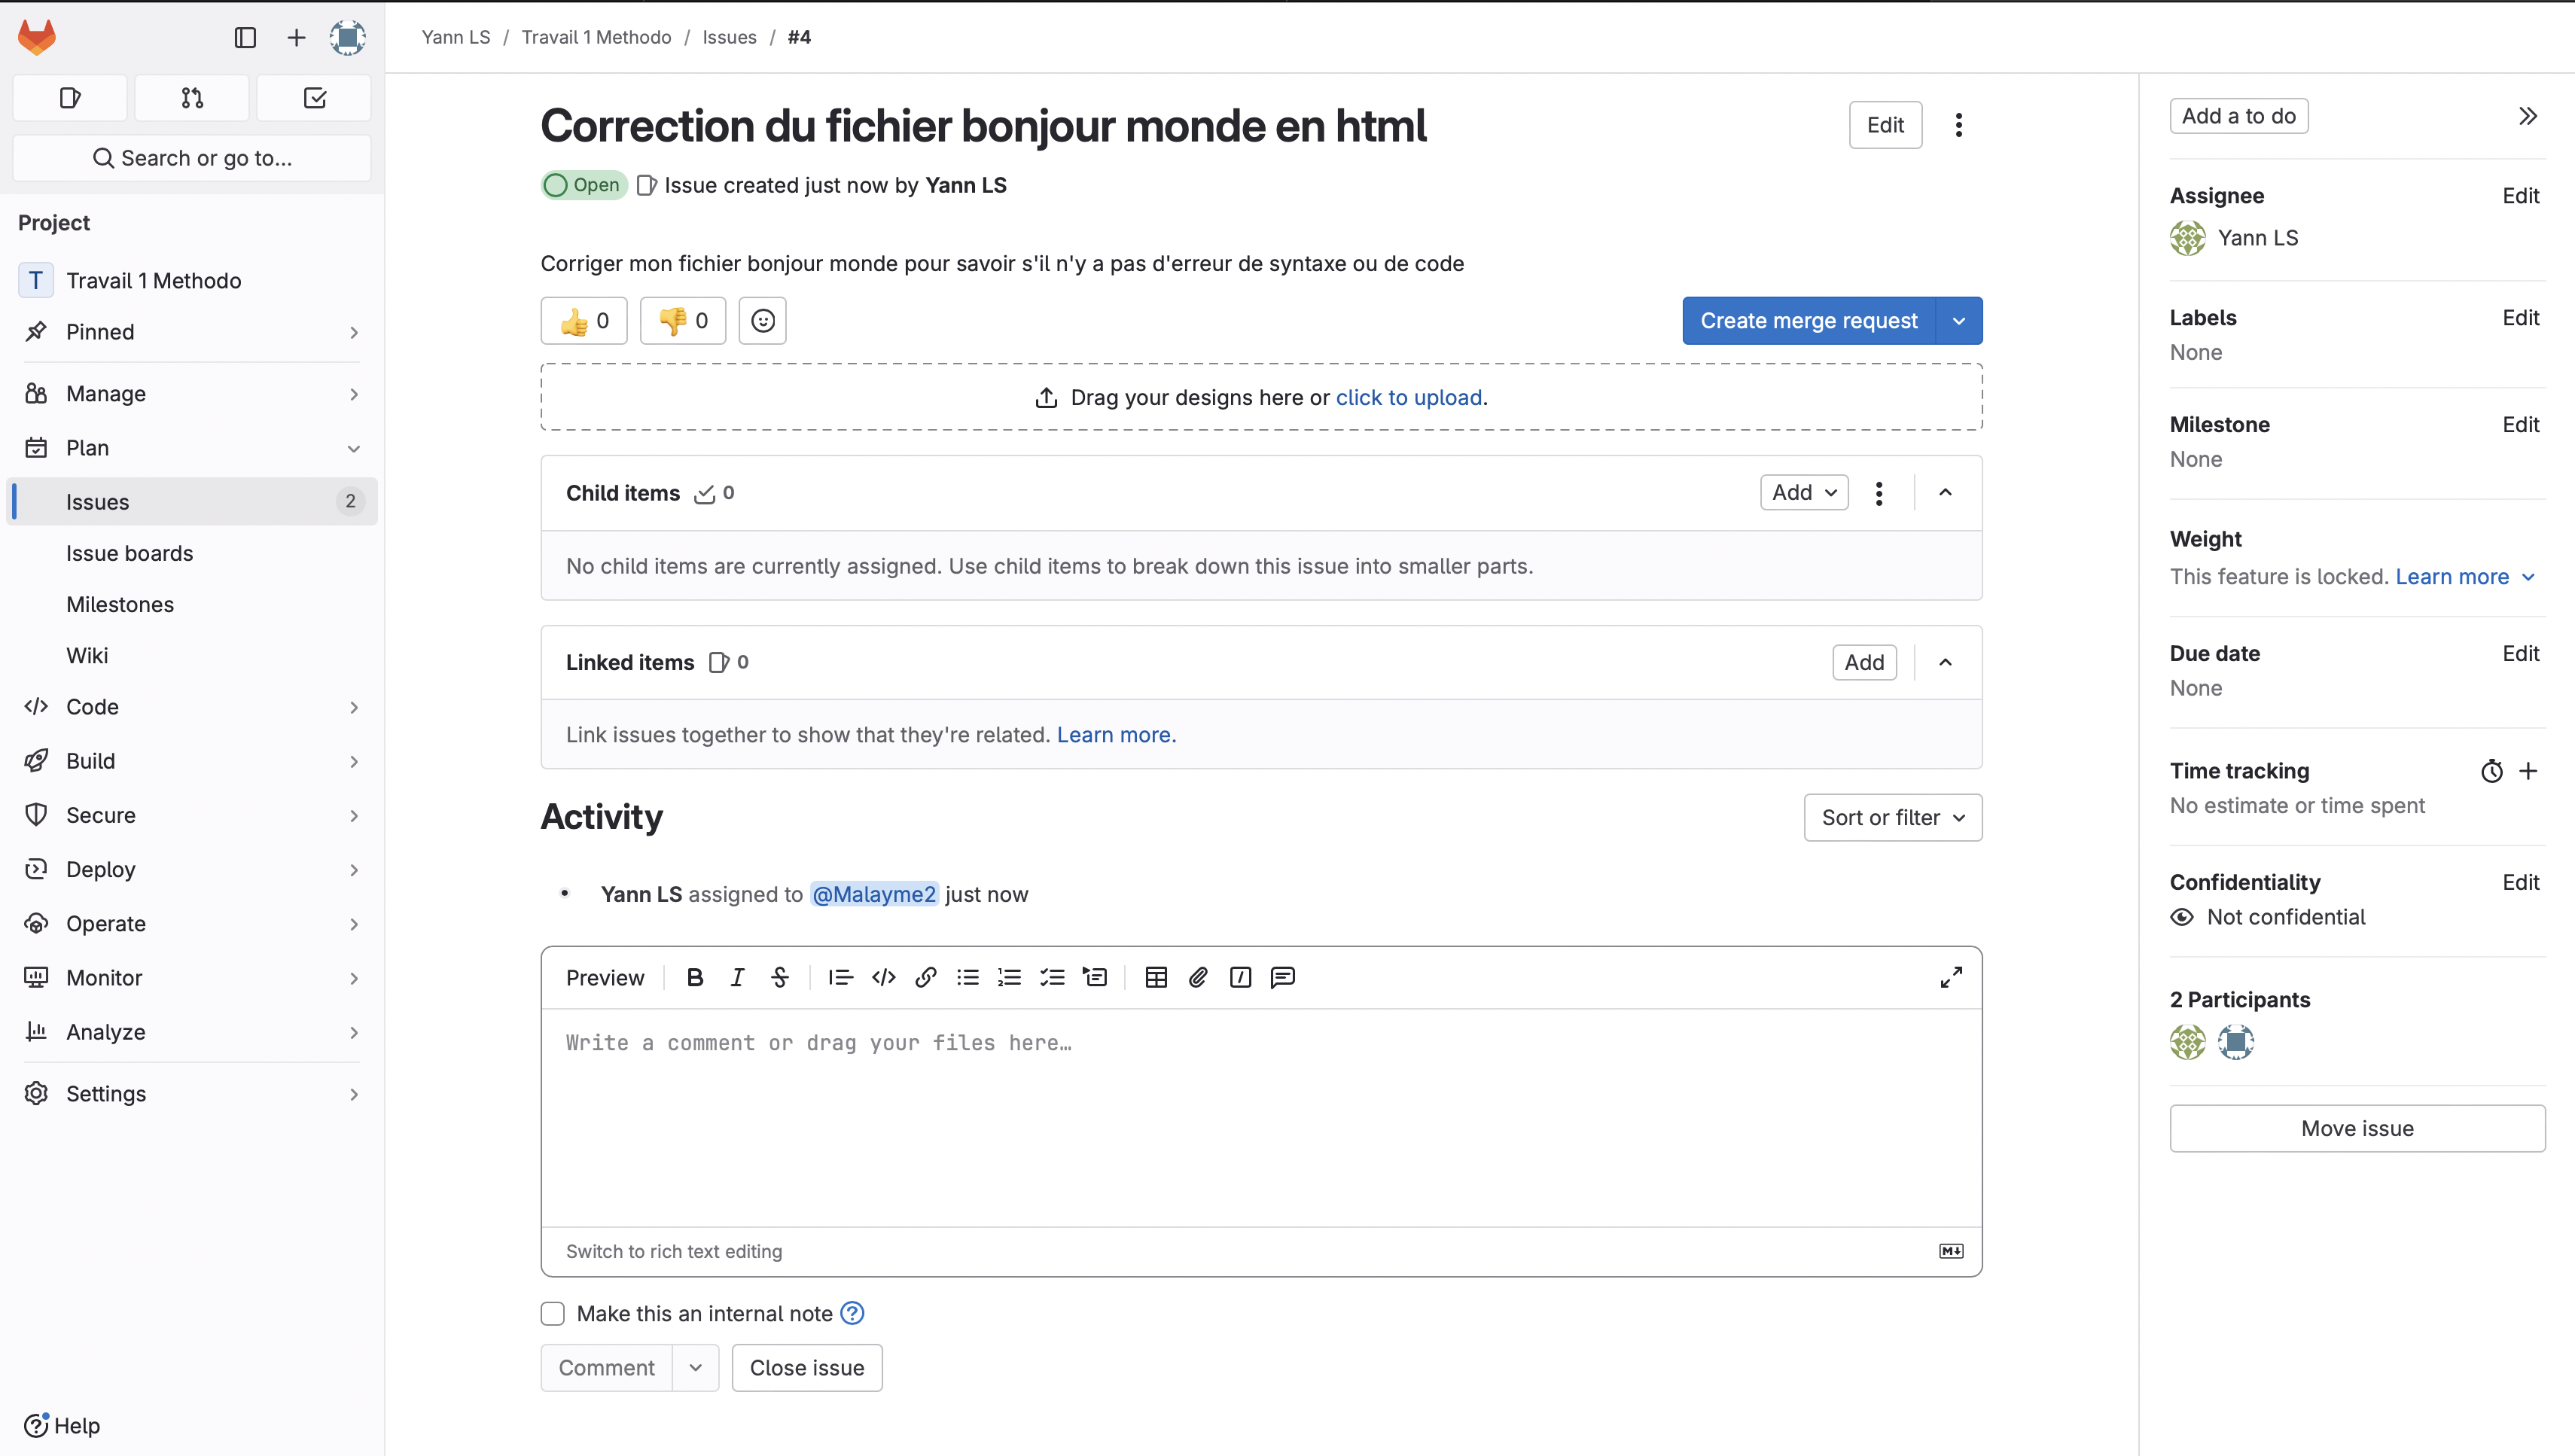 Yann LS / Travail 1 Methodo / Issues / #4
Search or go to...
Project
T Travail 1 Methodo
Pinned
Manage
Plan
Issues 2
Issue boards
Milestones
Wiki
Code
Build
Secure
Deploy
Operate
Monitor
Analyze
Settings
Help
Correction du fichier bonjour monde en html
Edit
Open Issue created just now by Yann LS
Corriger mon fichier bonjour monde pour savoir s'il n'y a pas d'erreur de syntaxe ou de code
0 0
Create merge request
Drag your designs here or click to upload.
Child items 0
Add
No child items are currently assigned. Use child items to break down this issue into smaller parts.
Linked items 0
Add
Link issues together to show that they're related. Learn more.
Activity
Sort or filter
Yann LS assigned to @Malayme2 just now
Preview
Write a comment or drag your files here…
Switch to rich text editing
Make this an internal note
Comment
Close issue
Add a to do
Assignee Edit
Yann LS
Labels Edit
None
Milestone Edit
None
Weight
This feature is locked. Learn more
Due date Edit
None
Time tracking
No estimate or time spent
Confidentiality Edit
Not confidential
2 Participants
Move issue